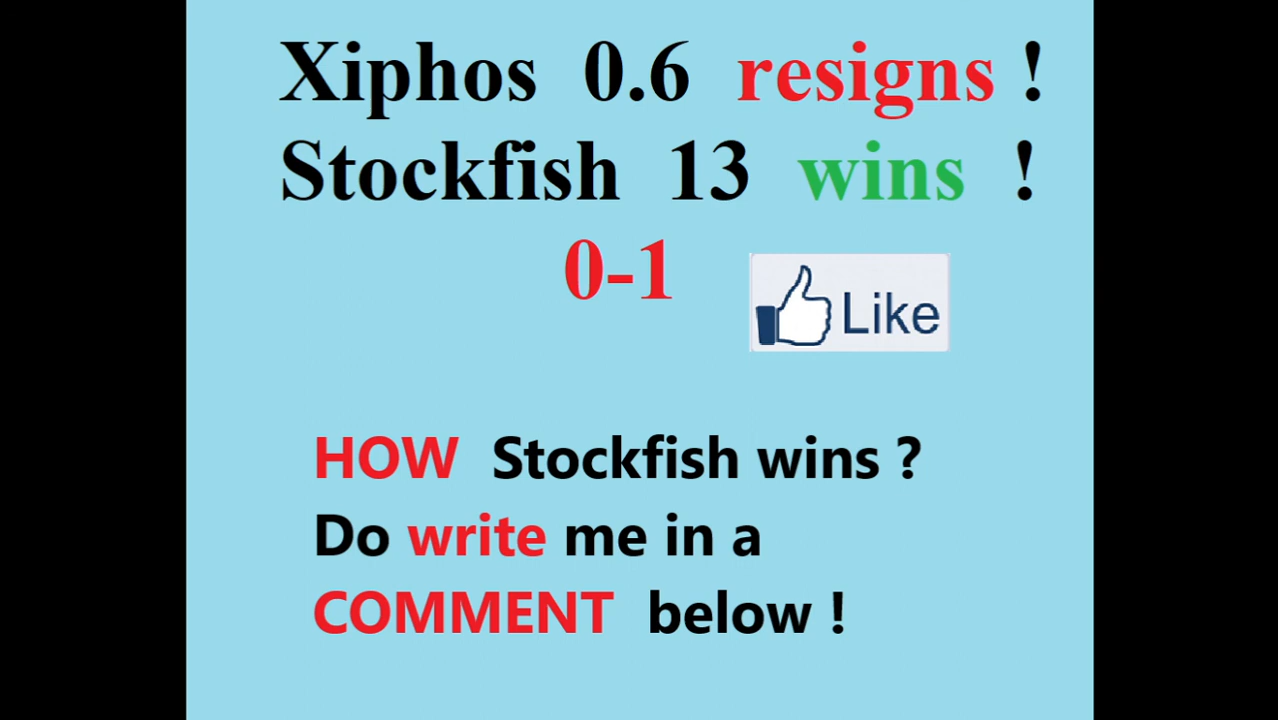 Xiphos 0.6 resigns !
Stockfish 13 wins !
0-1
Like
HOW Stockfish wins ?
Do write me in a
COMMENT below !